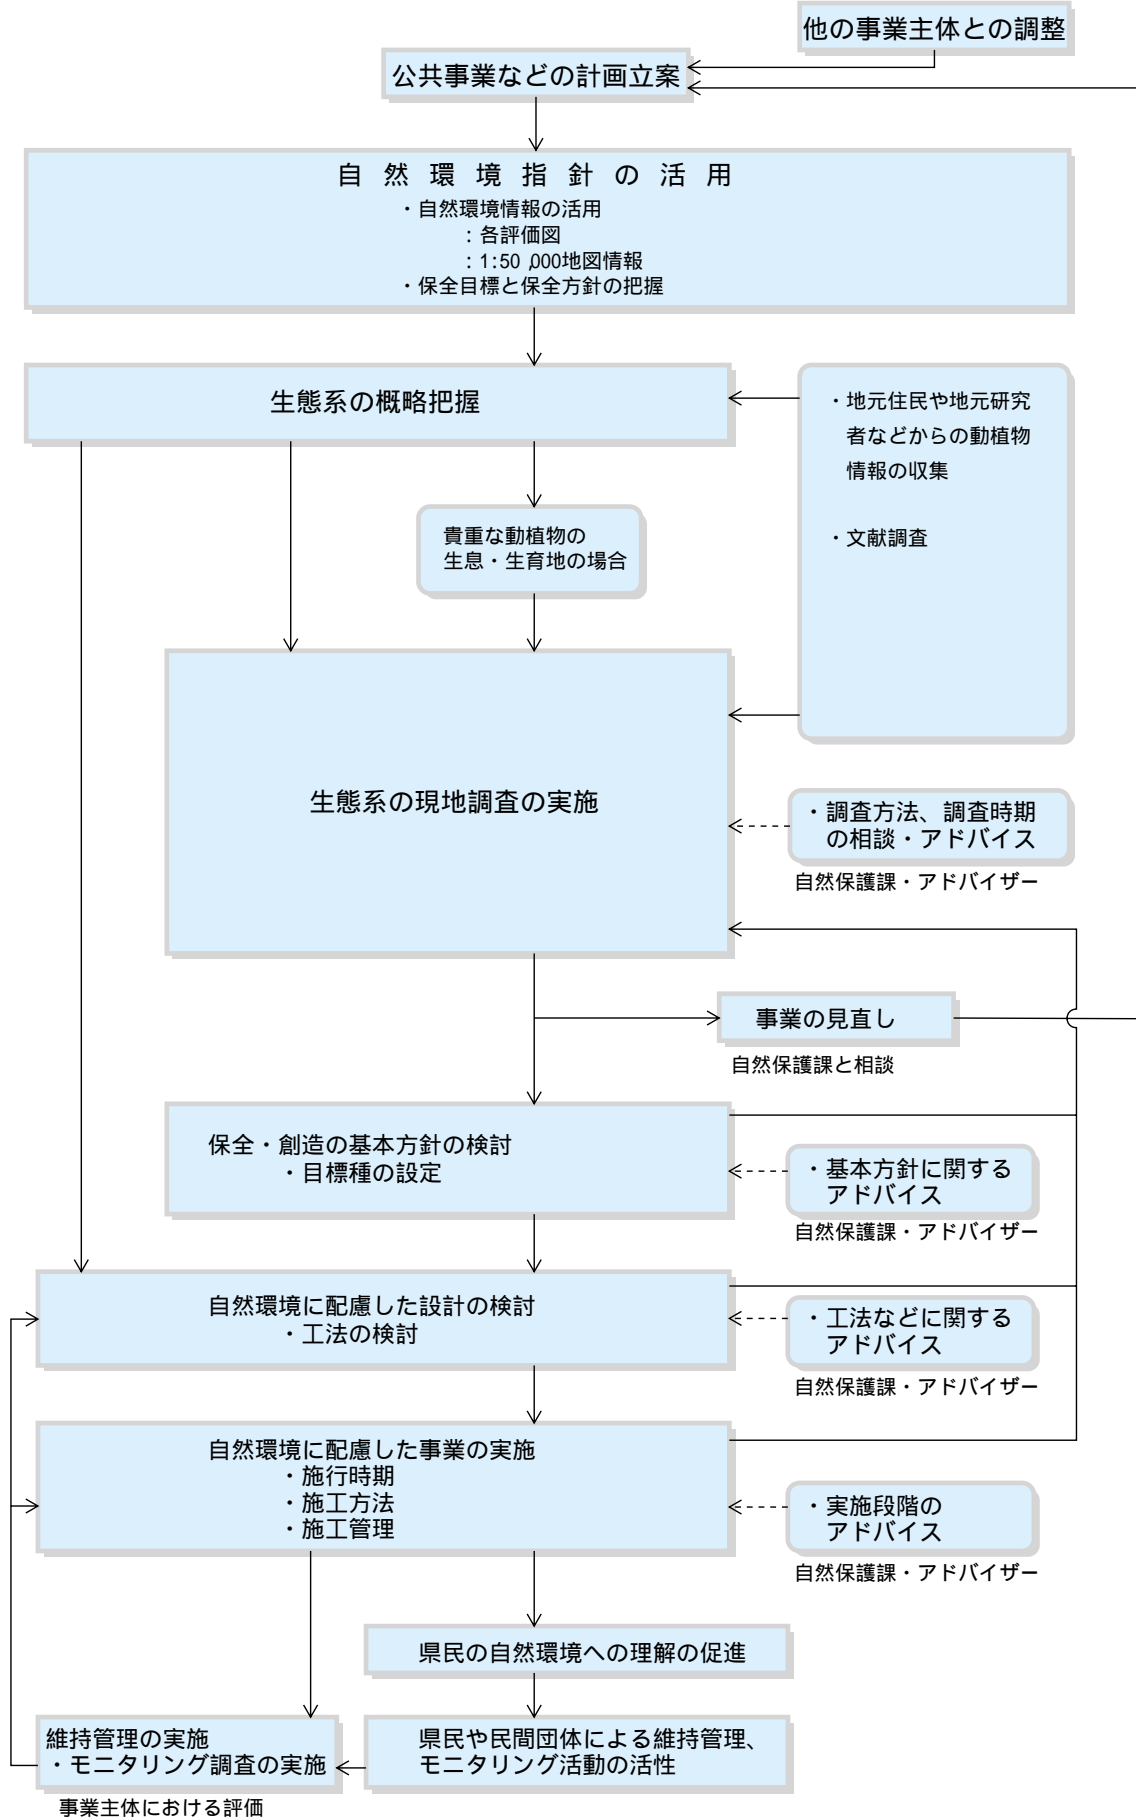 他の事業主体との調整
公共事業などの計画立案
自然環境指針の活用
・自然環境情報の活用
：各評価図
：1:50,000地図情報
・保全目標と保全方針の把握
生態系の概略把握
・地元住民や地元研究
者などからの動植物
情報の収集
・文献調査
貴重な動植物の
生息・生育地の場合
生態系の現地調査の実施
・調査方法、調査時期
の相談・アドバイス
自然保護課・アドバイザー
事業の見直し
自然保護課と相談
保全・創造の基本方針の検討
・目標種の設定
・基本方針に関する
アドバイス
自然保護課・アドバイザー
自然環境に配慮した設計の検討
・工法の検討
・工法などに関する
アドバイス
自然保護課・アドバイザー
自然環境に配慮した事業の実施
・施行時期
・施工方法
・施工管理
・実施段階の
アドバイス
自然保護課・アドバイザー
県民の自然環境への理解の促進
維持管理の実施
・モニタリング調査の実施
県民や民間団体による維持管理、
モニタリング活動の活性
事業主体における評価